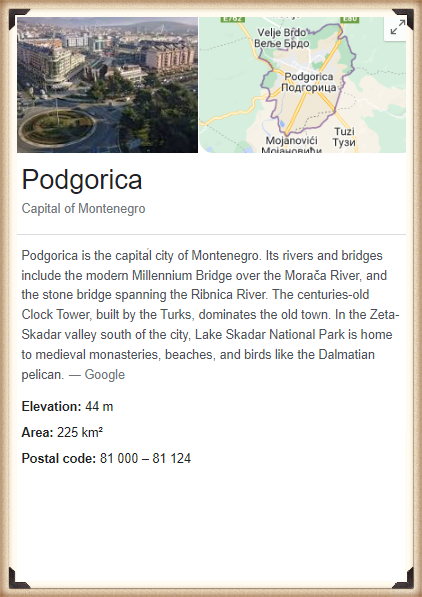 E762
E80
Velje Brdo
Веље Брдо
Podgorica
Подгорица
Mojanovići
Мојановићи
Tuzi
Тузи
Podgorica
Capital of Montenegro
Podgorica is the capital city of Montenegro. Its rivers and bridges
include the modern Millennium Bridge over the Morača River, and
the stone bridge spanning the Ribnica River. The centuries-old
Clock Tower, built by the Turks, dominates the old town. In the Zeta-
Skadar valley south of the city, Lake Skadar National Park is home
to medieval monasteries, beaches, and birds like the Dalmatian
pelican. — Google
Elevation: 44 m
Area: 225 km²
Postal code: 81 000 – 81 124